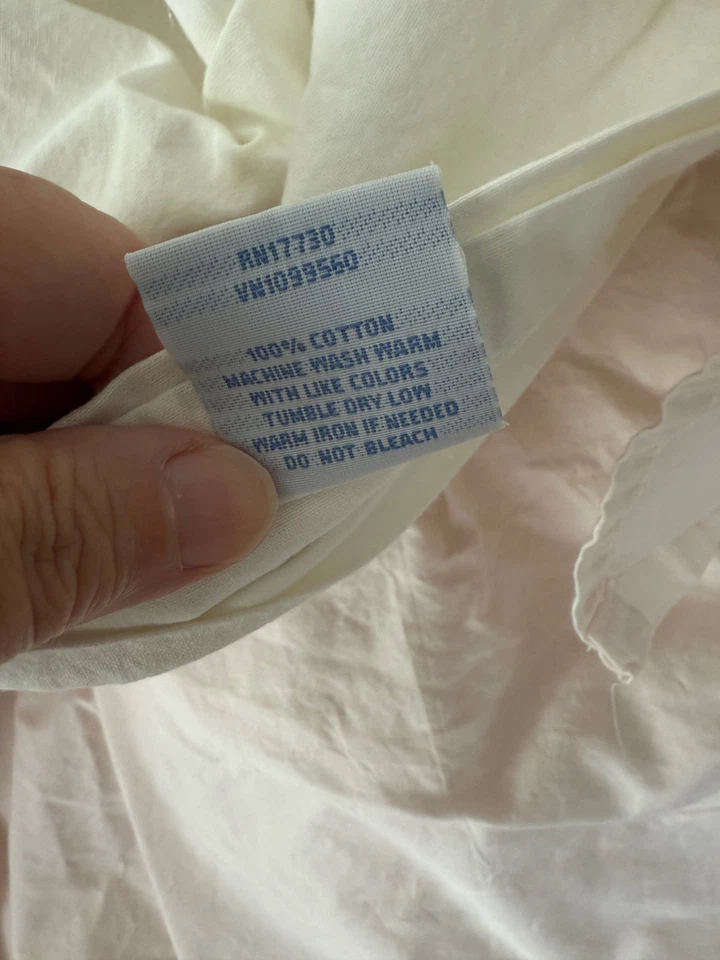 RN17730
VN1099560
100% COTTON
MACHINE WASH WARM
WITH LIKE COLORS
TUMBLE DRY LOW
WARM IRON IF NEEDED
DO NOT BLEACH